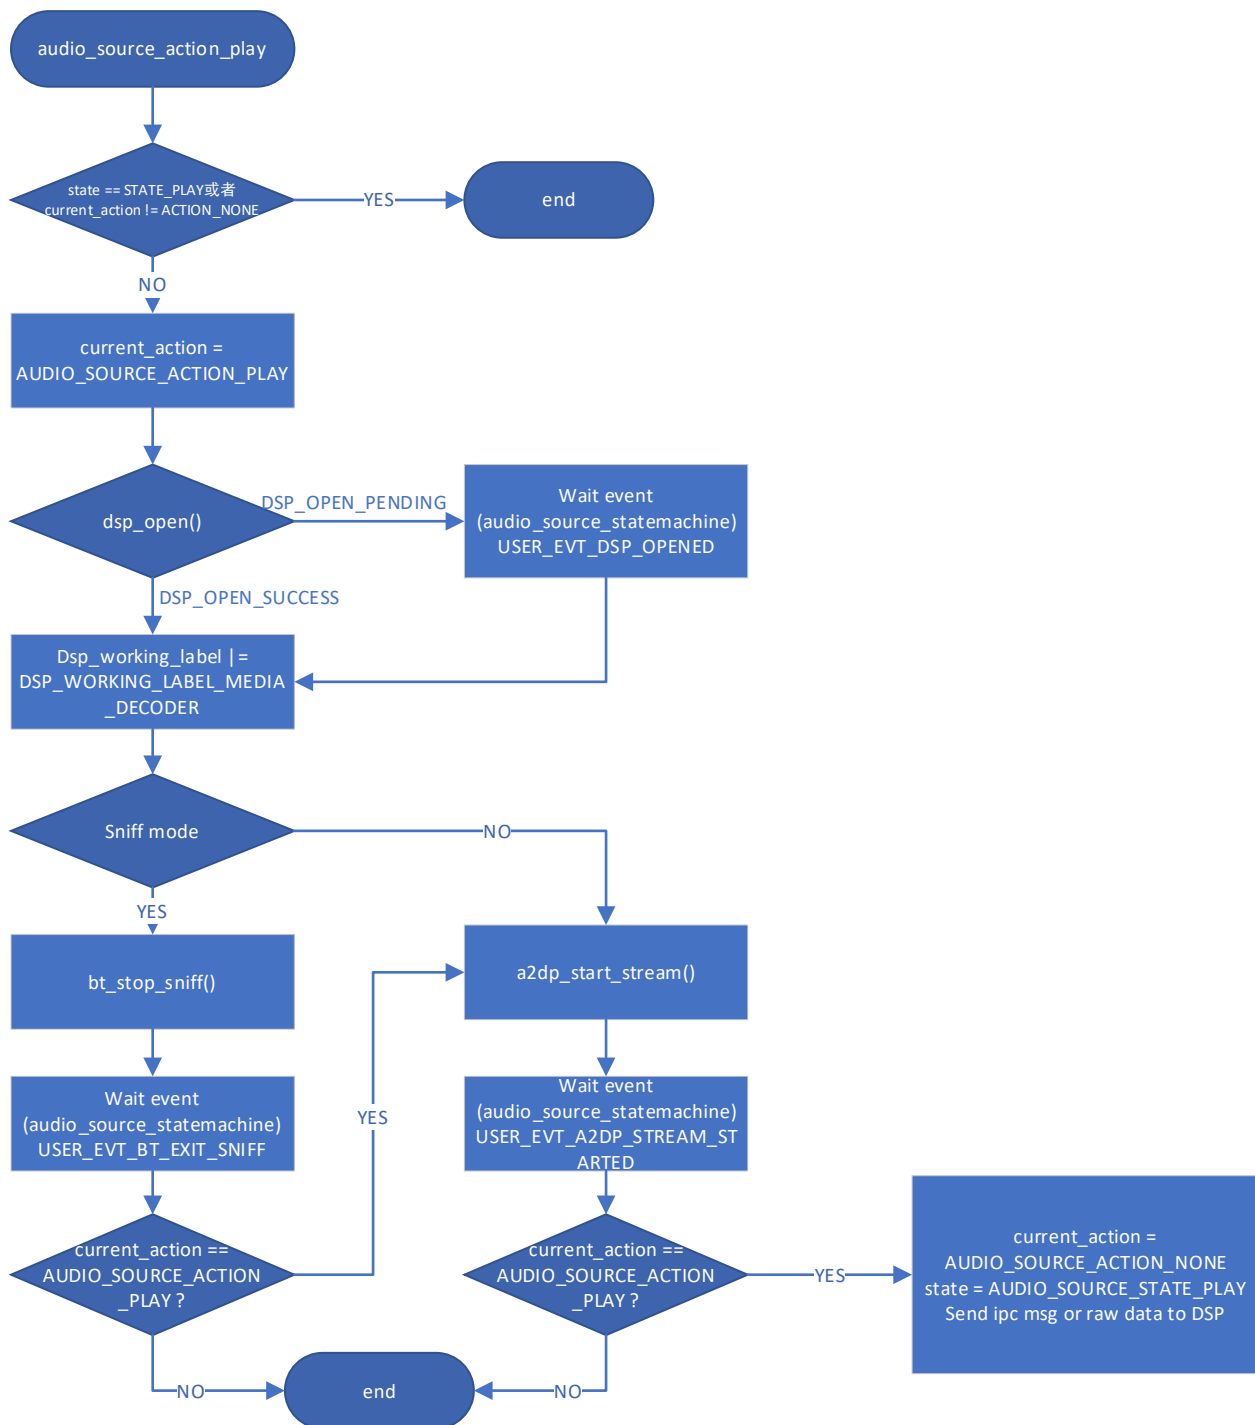 audio_source_action_play
state == STATE_PLAY或者
current_action != ACTION_NONE
YES
end
NO
current_action =
AUDIO_SOURCE_ACTION_PLAY
dsp_open()
DSP_OPEN_PENDING
Wait event
(audio_source_statemachine)
USER_EVT_DSP_OPENED
DSP_OPEN_SUCCESS
Dsp_working_label |=
DSP_WORKING_LABEL_MEDIA
_DECODER
Sniff mode
NO
YES
bt_stop_sniff()
a2dp_start_stream()
Wait event
(audio_source_statemachine)
USER_EVT_BT_EXIT_SNIFF
YES
Wait event
(audio_source_statemachine)
USER_EVT_A2DP_STREAM_ST
ARTED
current_action ==
AUDIO_SOURCE_ACTION
_PLAY ?
current_action ==
AUDIO_SOURCE_ACTION
_PLAY ?
YES
current_action =
AUDIO_SOURCE_ACTION_NONE
state = AUDIO_SOURCE_STATE_PLAY
Send ipc msg or raw data to DSP
NO
end
NO